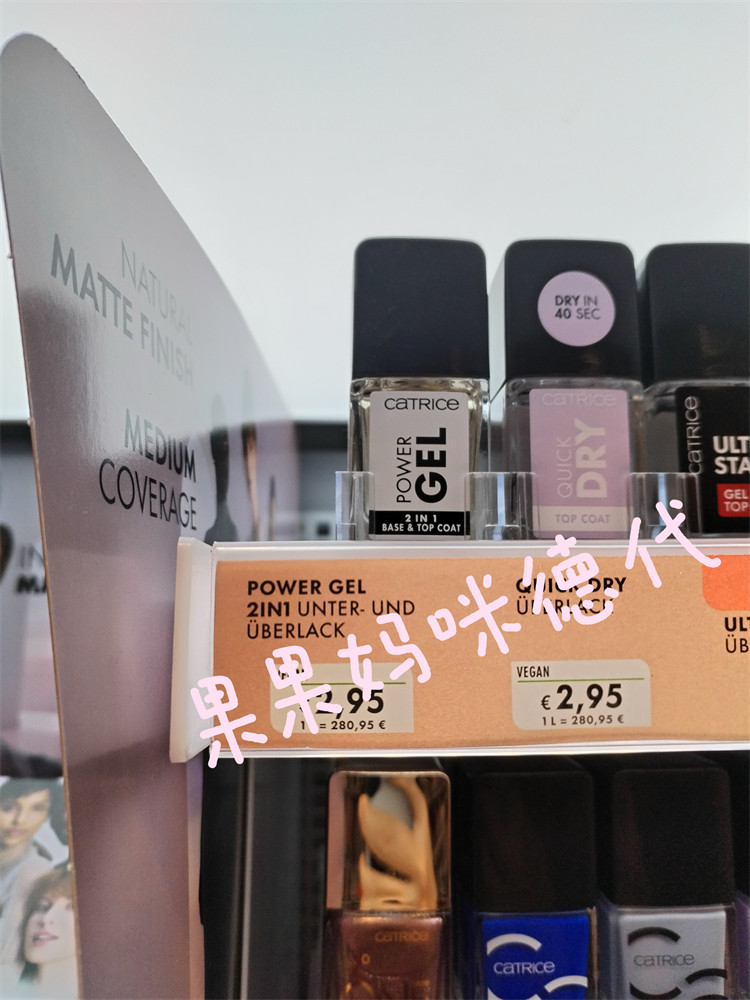 NATURAL
MATTE FINISH
MEDIUM
COVERAGE
DRY IN
40 SEC
CATRICE
POWER
GEL
2 IN 1
BASE & TOP COAT
CATRICE
QUICK
DRY
TOP COAT
CATRICE
ULT
STA
GEL
TOP
POWER GEL
2IN1 UNTER- UND
ÜBERLACK
QUICK DRY
ÜBERLACK
ULT
ÜB
果果妈咪德代
2,95
= 280,95 €
VEGAN
€ 2,95
1 L = 280,95 €
CATRICE
CATRICE
CATRICE